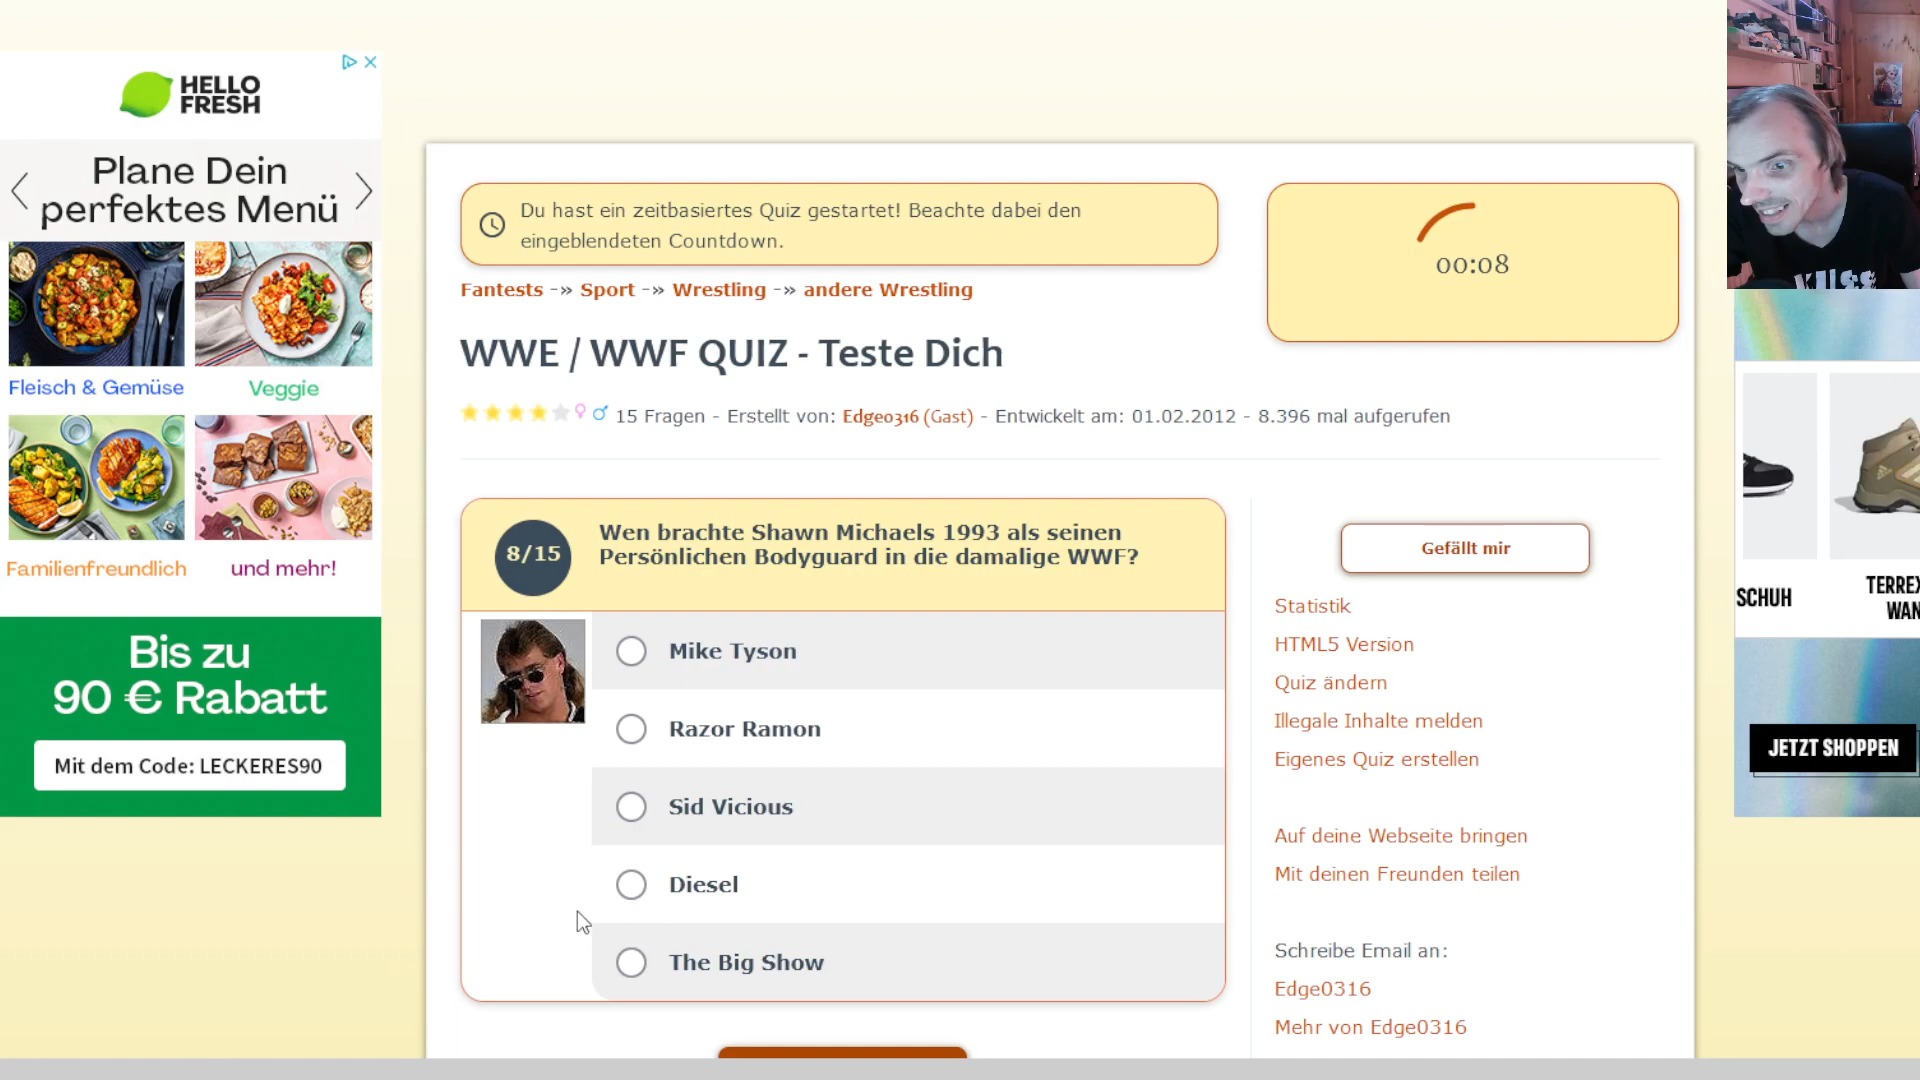 HELLO
FRESH
Plane Dein
perfektes Menü
Fleisch & Gemüse
Veggie
Familienfreundlich
und mehr!
Bis zu
90 € Rabatt
Mit dem Code: LECKERES90
Du hast ein zeitbasiertes Quiz gestartet! Beachte dabei den
eingeblendeten Countdown.
00:08
Fantests -» Sport -» Wrestling -» andere Wrestling
WWE / WWF QUIZ - Teste Dich
15 Fragen - Erstellt von: Edge0316 (Gast) - Entwickelt am: 01.02.2012 - 8.396 mal aufgerufen
8/15
Wen brachte Shawn Michaels 1993 als seinen
Persönlichen Bodyguard in die damalige WWF?
Mike Tyson
Razor Ramon
Sid Vicious
Diesel
The Big Show
Gefällt mir
Statistik
HTML5 Version
Quiz ändern
Illegale Inhalte melden
Eigenes Quiz erstellen
Auf deine Webseite bringen
Mit deinen Freunden teilen
Schreibe Email an:
Edge0316
Mehr von Edge0316
SCHUH
TERREX
WAN
JETZT SHOPPEN